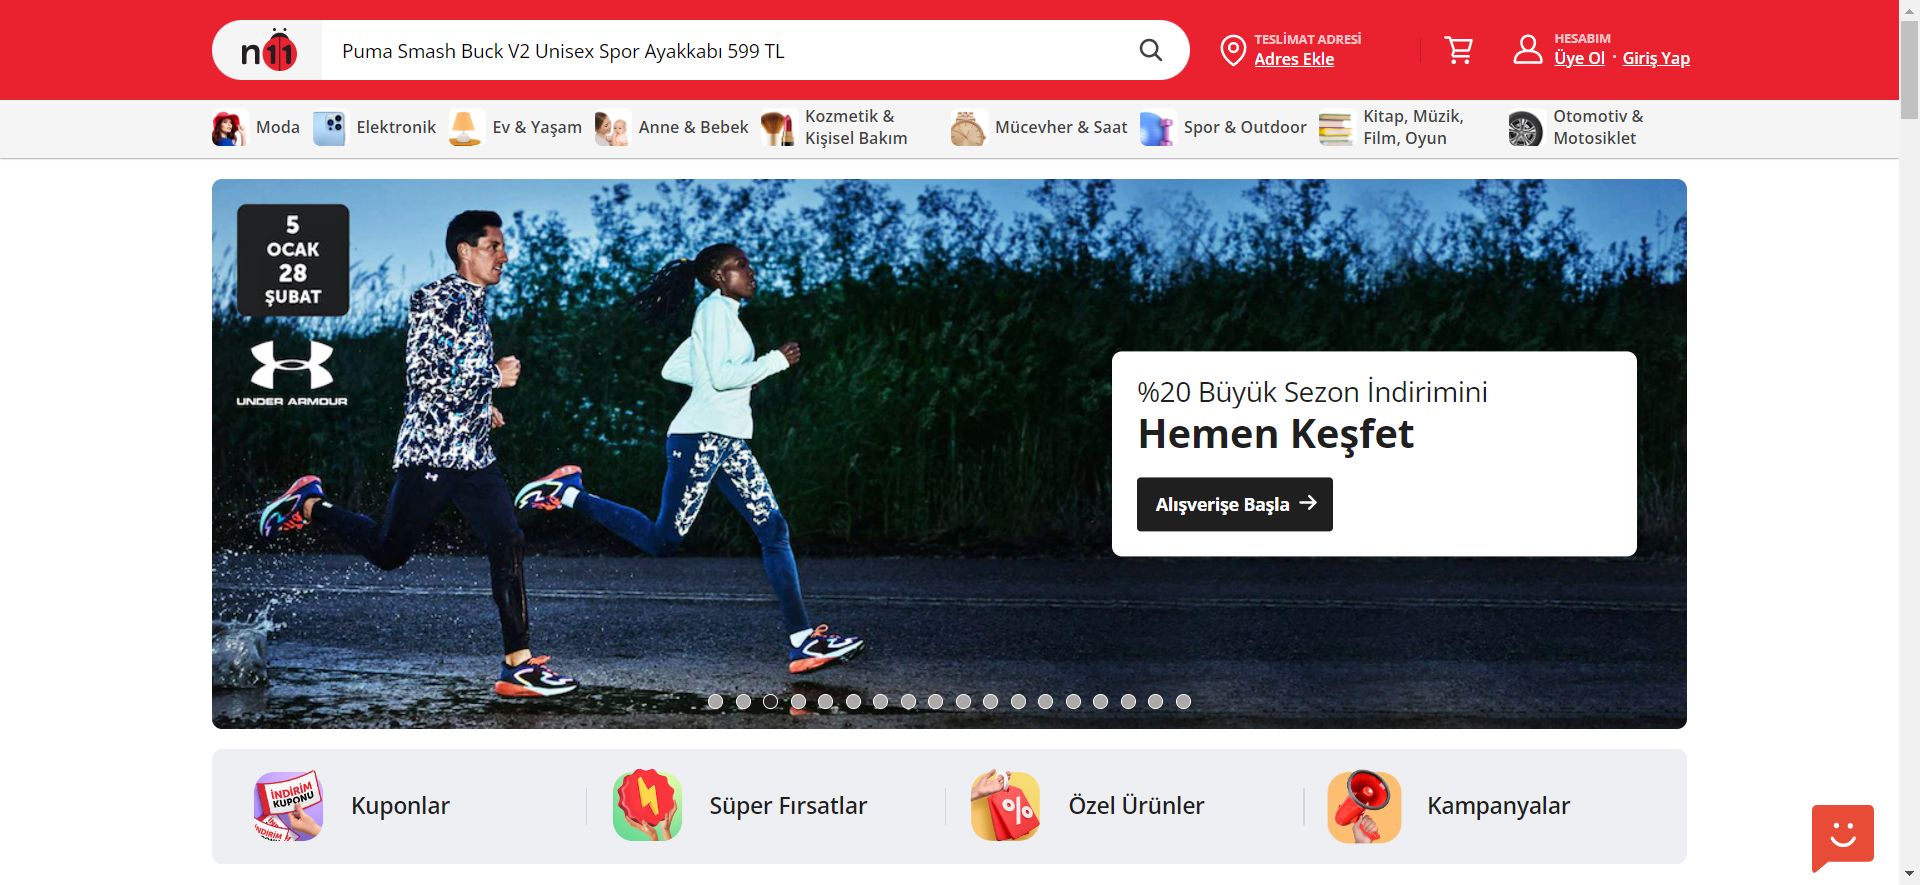 n11
Puma Smash Buck V2 Unisex Spor Ayakkabı 599 TL
TESLİMAT ADRESİ
Adres Ekle
HESABIM
Üye Ol · Giriş Yap
Moda
Elektronik
Ev & Yaşam
Anne & Bebek
Kozmetik &
Kişisel Bakım
Mücevher & Saat
Spor & Outdoor
Kitap, Müzik,
Film, Oyun
Otomotiv &
Motosiklet
5
OCAK
28
ŞUBAT
UNDER ARMOUR
%20 Büyük Sezon İndirimini
Hemen Keşfet
Alışverişe Başla
İNDİRİM
KUPONU
İNDİRİM
Kuponlar
Süper Fırsatlar
%
Özel Ürünler
Kampanyalar